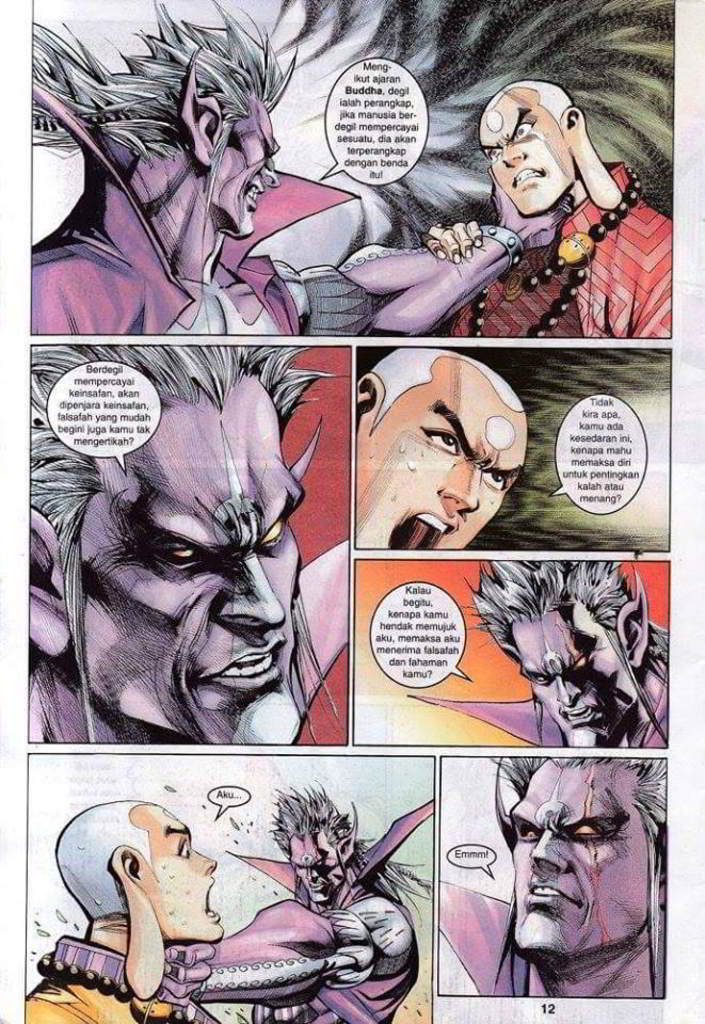 Meng-
ikut ajaran
Buddha, degil
ialah perangkap,
jika manusia ber-
degil mempercayai
sesuatu, dia akan
terperangkap
dengan benda
itu!
Berdegil
mempercayai
keinsafan, akan
dipenjara keinsafan,
falsafah yang mudah
begini juga kamu tak
mengertikah?
Tidak
kira apa,
kamu ada
kesedaran ini,
kenapa mahu
memaksa diri
untuk pentingkan
kalah atau
menang?
Kalau
begitu,
kenapa kamu
hendak memujuk
aku, memaksa aku
menerima falsafah
dan fahaman
kamu?
Aku...
Emmm!
12